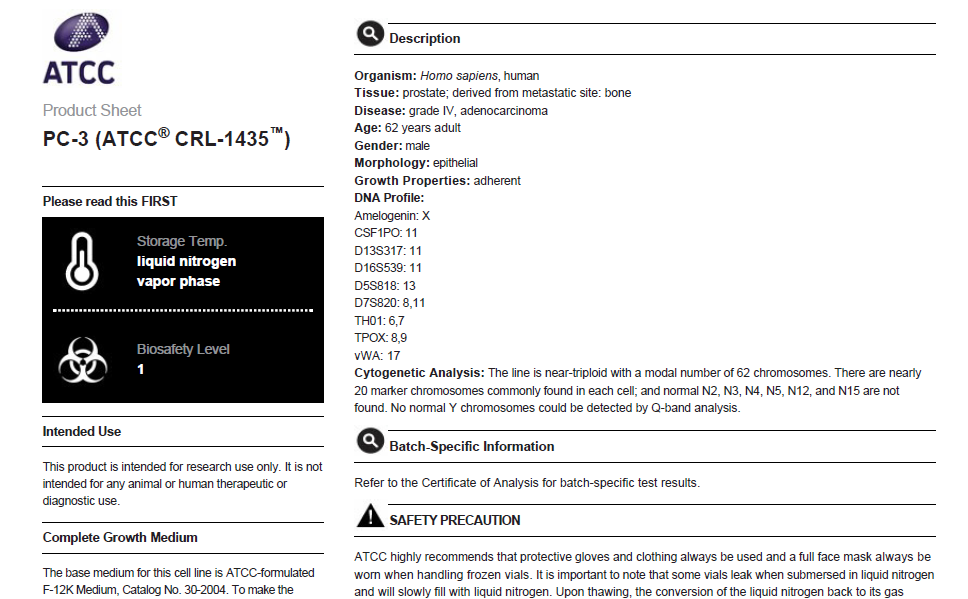 ATCC
Product Sheet
PC-3 (ATCC® CRL-1435™)
Please read this FIRST
Storage Temp.
liquid nitrogen
vapor phase
Biosafety Level
1
Intended Use
This product is intended for research use only. It is not
intended for any animal or human therapeutic or
diagnostic use.
Complete Growth Medium
The base medium for this cell line is ATCC-formulated
F-12K Medium, Catalog No. 30-2004. To make the
Description
Organism: Homo sapiens, human
Tissue: prostate; derived from metastatic site: bone
Disease: grade IV, adenocarcinoma
Age: 62 years adult
Gender: male
Morphology: epithelial
Growth Properties: adherent
DNA Profile:
Amelogenin: X
CSF1PO: 11
D13S317: 11
D16S539: 11
D5S818: 13
D7S820: 8,11
TH01: 6,7
TPOX: 8,9
vWA: 17
Cytogenetic Analysis: The line is near-triploid with a modal number of 62 chromosomes. There are nearly
20 marker chromosomes commonly found in each cell; and normal N2, N3, N4, N5, N12, and N15 are not
found. No normal Y chromosomes could be detected by Q-band analysis.
Batch-Specific Information
Refer to the Certificate of Analysis for batch-specific test results.
SAFETY PRECAUTION
ATCC highly recommends that protective gloves and clothing always be used and a full face mask always be
worn when handling frozen vials. It is important to note that some vials leak when submersed in liquid nitrogen
and will slowly fill with liquid nitrogen. Upon thawing, the conversion of the liquid nitrogen back to its gas